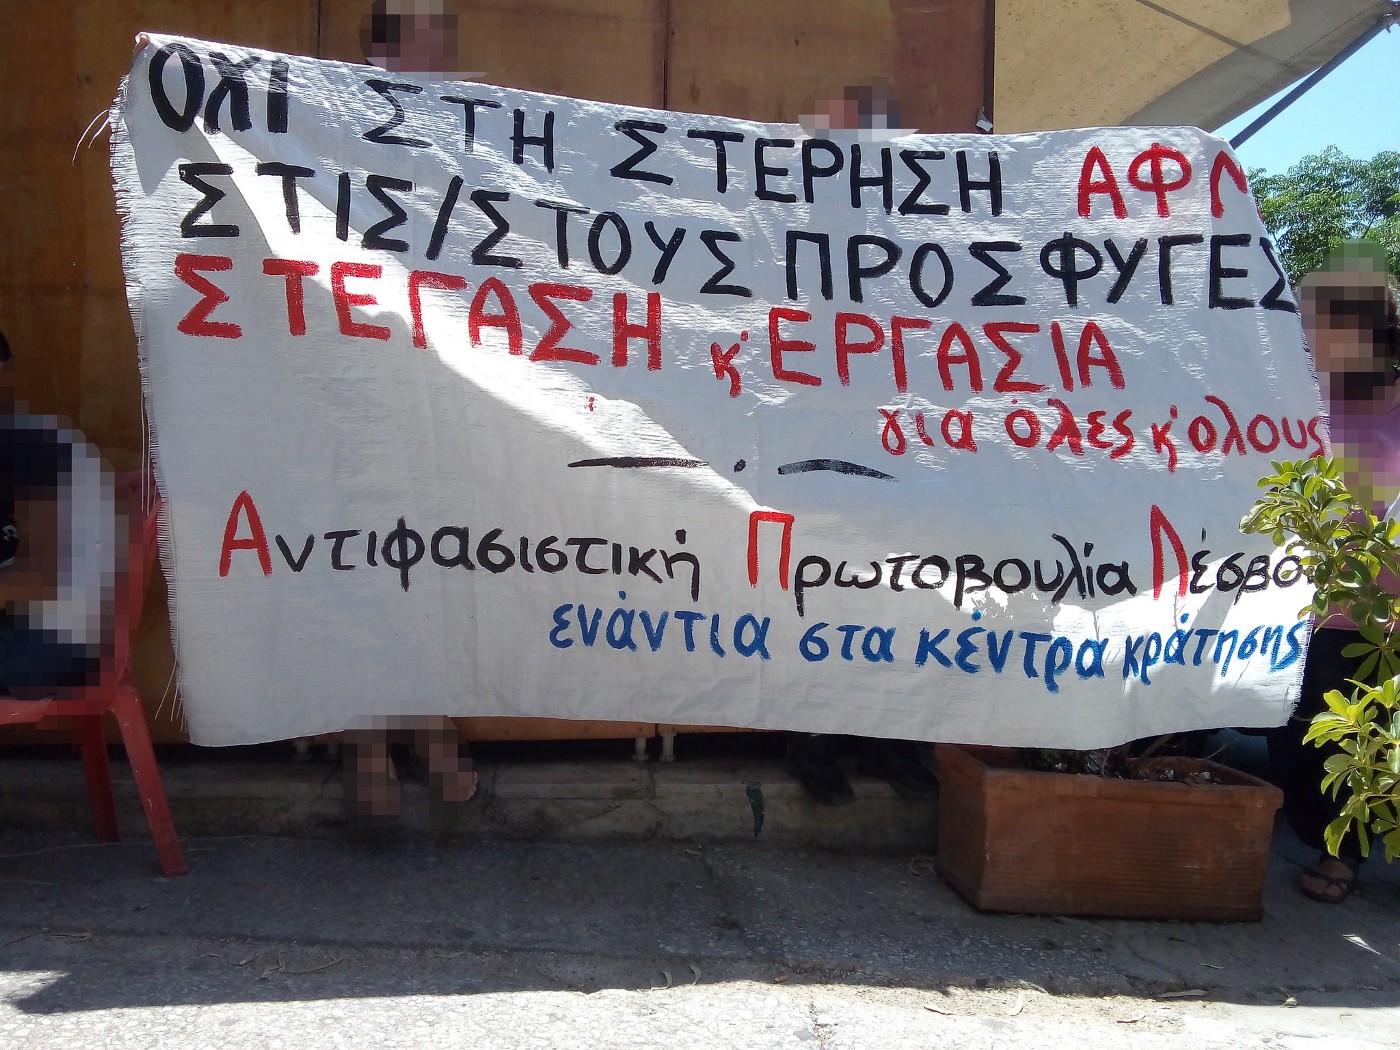 ΟΧΙ ΣΤΗ ΣΤΕΡΗΣΗ ΑΦΜ
ΣΤΙΣ/ΣΤΟΥΣ ΠΡΟΣΦΥΓΕΣ
ΣΤΕΓΑΣΗ κ' ΕΡΓΑΣΙΑ
για όλες κ' όλους
Αντιφασιστική Πρωτοβουλία Λέσβου
ενάντια στα κέντρα κράτησης